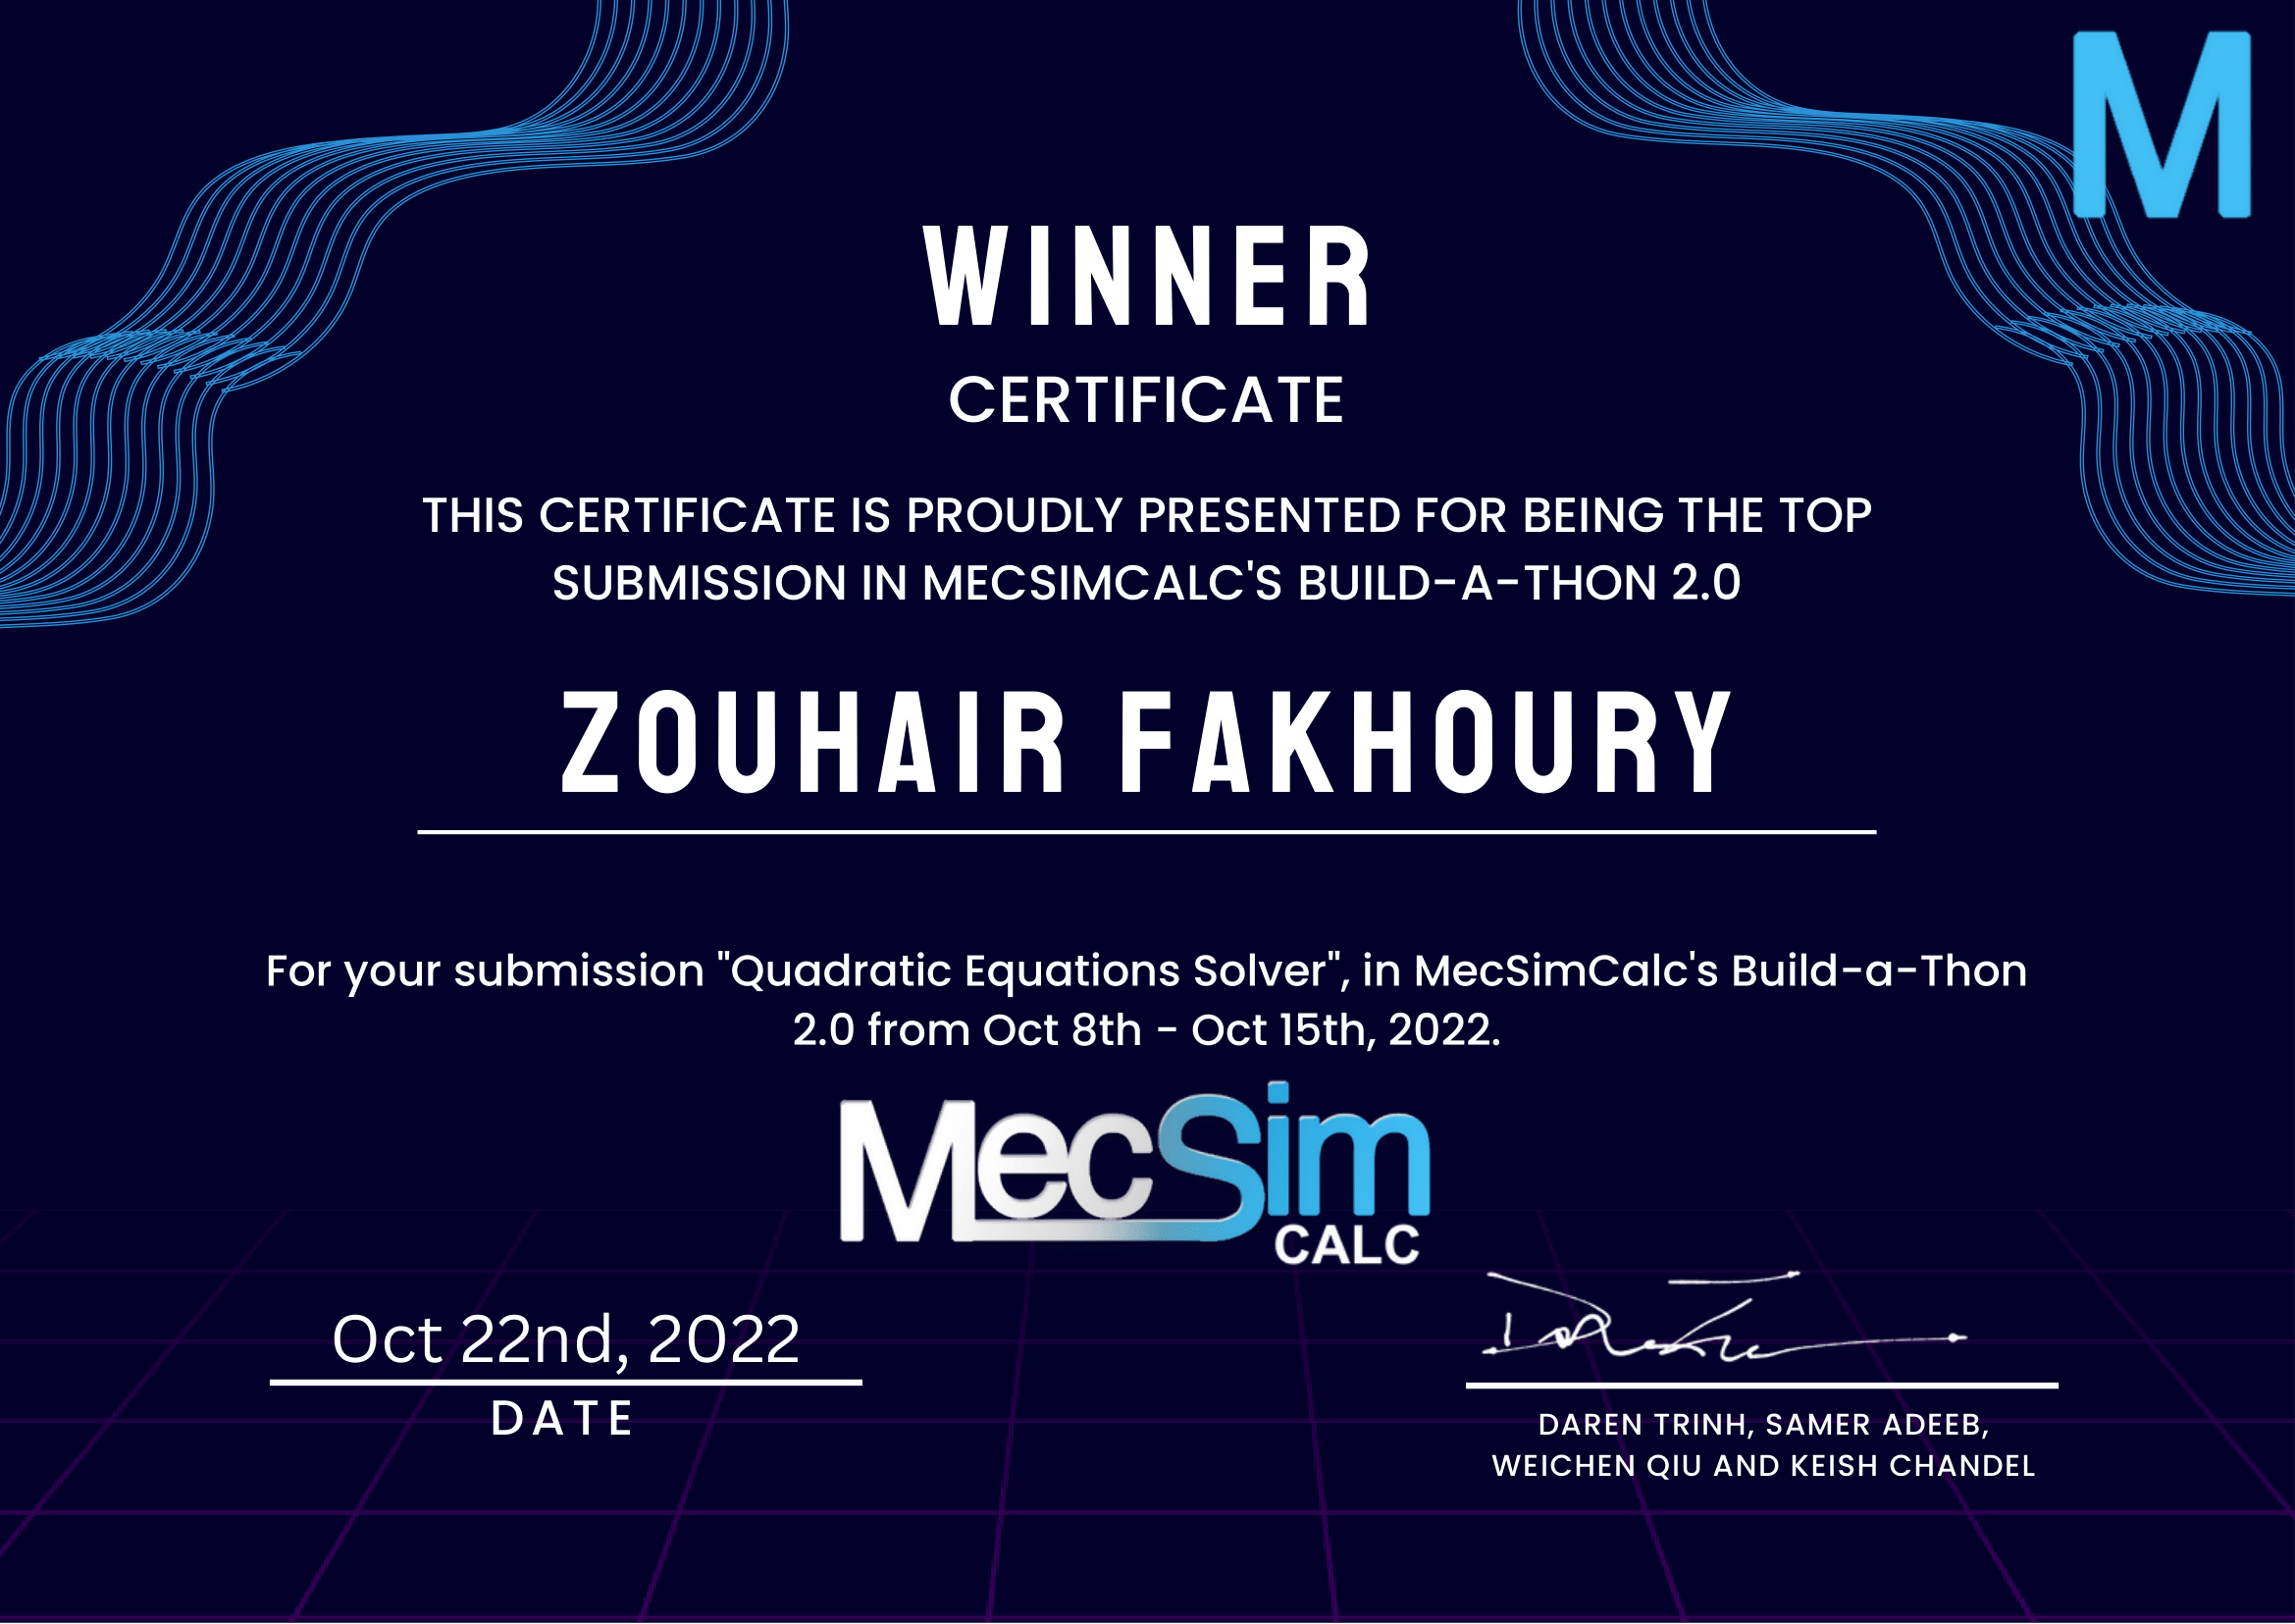 M
WINNER
CERTIFICATE
THIS CERTIFICATE IS PROUDLY PRESENTED FOR BEING THE TOP
SUBMISSION IN MECSIMCALC'S BUILD-A-THON 2.0
ZOUHAIR FAKHOURY
For your submission "Quadratic Equations Solver", in MecSimCalc's Build-a-Thon
2.0 from Oct 8th - Oct 15th, 2022.
MecSim
CALC
Oct 22nd, 2022
DATE
DAREN TRINH, SAMER ADEEB,
WEICHEN QIU AND KEISH CHANDEL